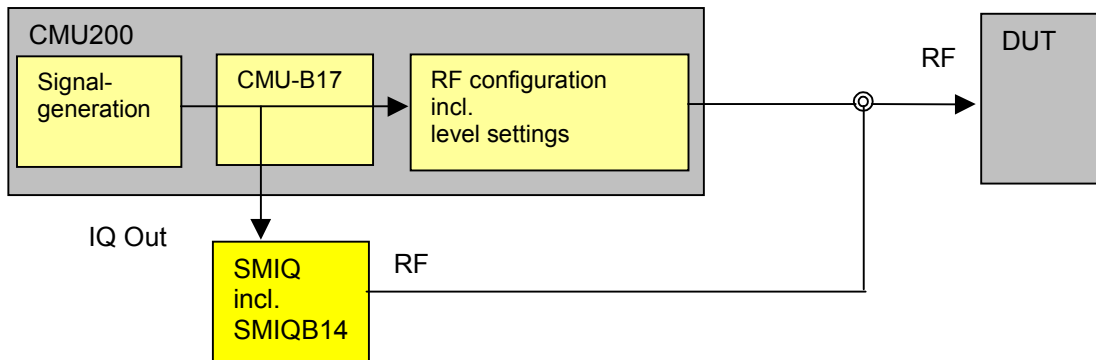 CMU200
Signal-
generation
CMU-B17
RF configuration
incl.
level settings
RF
DUT
IQ Out
SMIQ
incl.
SMIQB14
RF